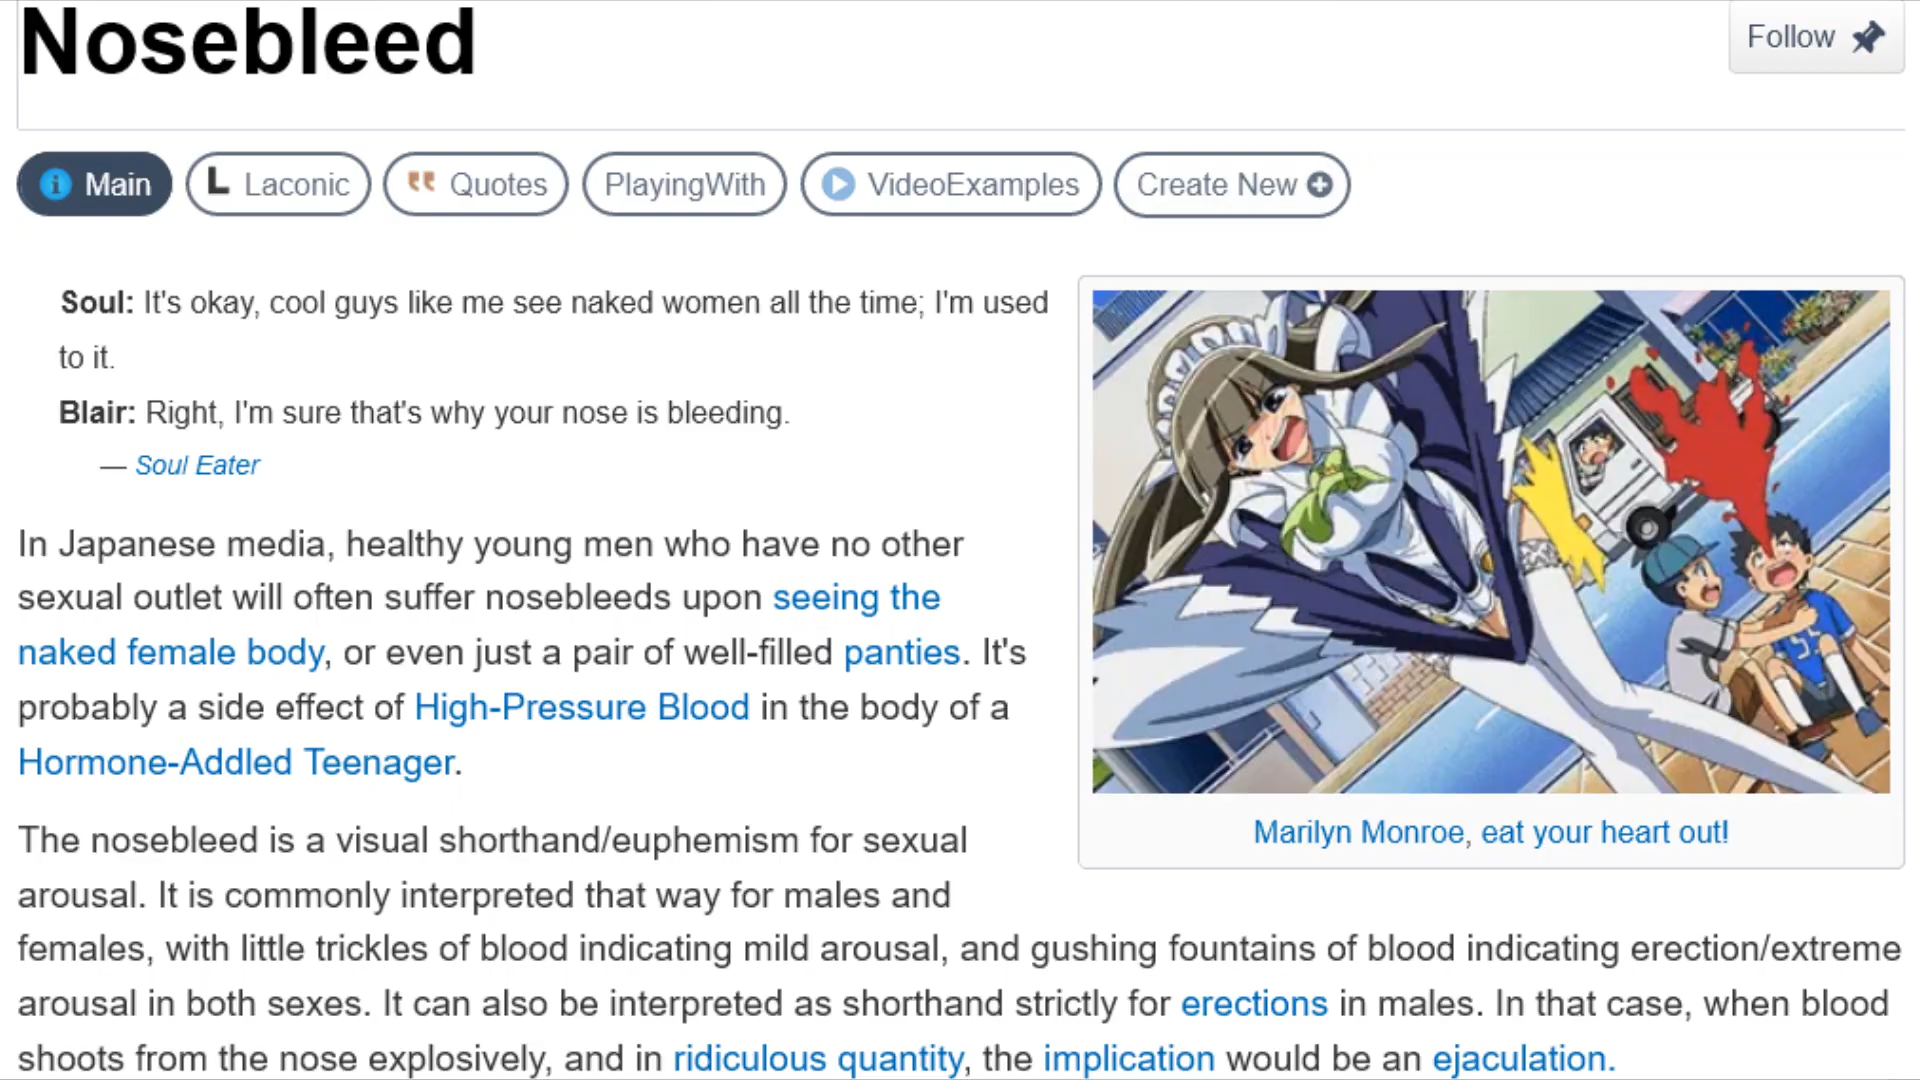 Nosebleed
Follow
Main
Laconic
Quotes
PlayingWith
VideoExamples
Create New
Soul: It's okay, cool guys like me see naked women all the time; I'm used
to it.
Blair: Right, I'm sure that's why your nose is bleeding.
— Soul Eater
In Japanese media, healthy young men who have no other
sexual outlet will often suffer nosebleeds upon seeing the
naked female body, or even just a pair of well-filled panties. It's
probably a side effect of High-Pressure Blood in the body of a
Hormone-Addled Teenager.
Marilyn Monroe, eat your heart out!
The nosebleed is a visual shorthand/euphemism for sexual
arousal. It is commonly interpreted that way for males and
females, with little trickles of blood indicating mild arousal, and gushing fountains of blood indicating erection/extreme
arousal in both sexes. It can also be interpreted as shorthand strictly for erections in males. In that case, when blood
shoots from the nose explosively, and in ridiculous quantity, the implication would be an ejaculation.